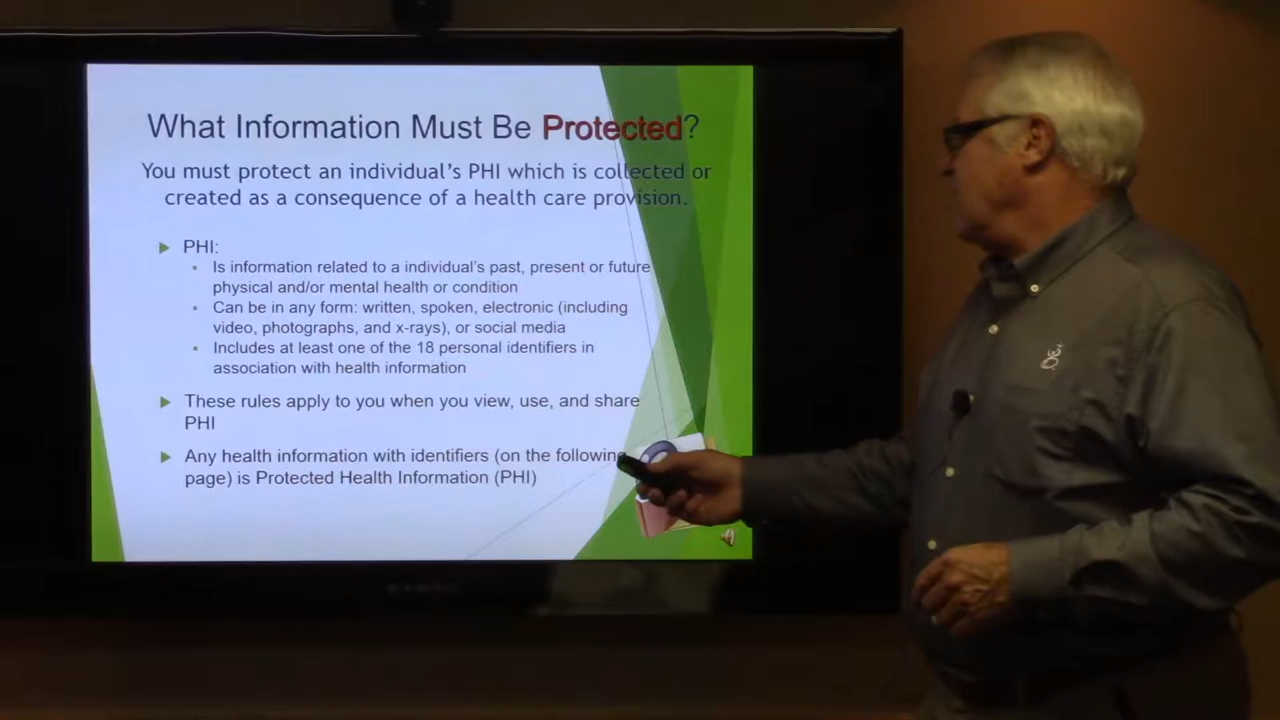 What Information Must Be Protected?
You must protect an individual's PHI which is collected or
created as a consequence of a health care provision.
PHI:
Is information related to a individual's past, present or future
physical and/or mental health or condition
Can be in any form: written, spoken, electronic (including
video, photographs, and x-rays), or social media
Includes at least one of the 18 personal identifiers in
association with health information
These rules apply to you when you view, use, and share
PHI
Any health information with identifiers (on the following
page) is Protected Health Information (PHI)